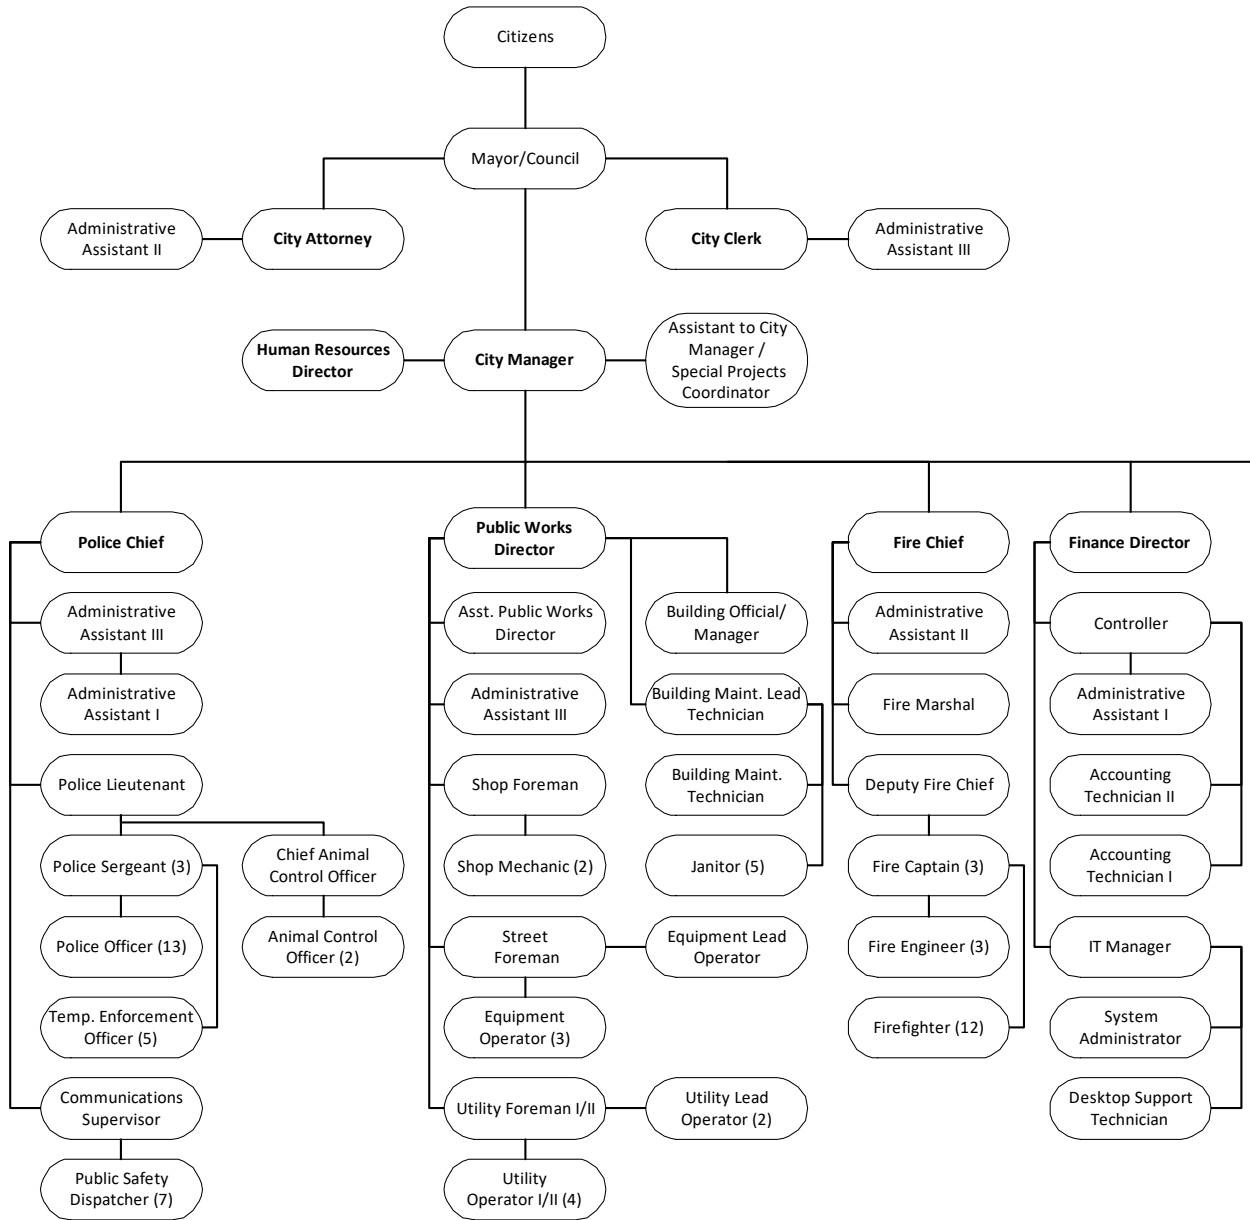 Citizens
Mayor/Council
Administrative
Assistant II
City Attorney
City Clerk
Administrative
Assistant III
Human Resources
Director
City Manager
Assistant to City
Manager /
Special Projects
Coordinator
Police Chief
Public Works
Director
Fire Chief
Finance Director
Administrative
Assistant III
Asst. Public Works
Director
Building Official/
Manager
Administrative
Assistant II
Controller
Administrative
Assistant I
Administrative
Assistant III
Building Maint. Lead
Technician
Fire Marshal
Administrative
Assistant I
Police Lieutenant
Shop Foreman
Building Maint.
Technician
Deputy Fire Chief
Accounting
Technician II
Police Sergeant (3)
Chief Animal
Control Officer
Shop Mechanic (2)
Janitor (5)
Fire Captain (3)
Accounting
Technician I
Police Officer (13)
Animal Control
Officer (2)
Street
Foreman
Equipment Lead
Operator
Fire Engineer (3)
IT Manager
Temp. Enforcement
Officer (5)
Equipment
Operator (3)
Firefighter (12)
System
Administrator
Communications
Supervisor
Utility Foreman I/II
Utility Lead
Operator (2)
Desktop Support
Technician
Public Safety
Dispatcher (7)
Utility
Operator I/II (4)